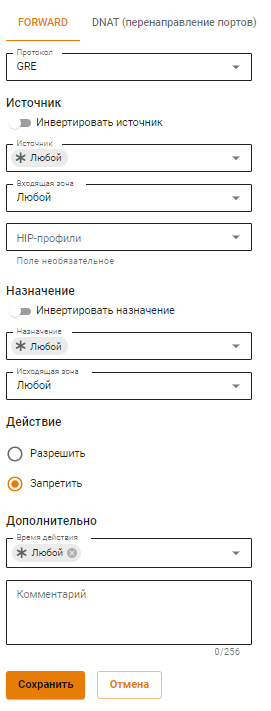 FORWARD DNAT (перенаправление портов)
Протокол
GRE
Источник
Инвертировать источник
Источник
Любой
Входящая зона
Любой
HIP-профили
Поле необязательное
Назначение
Инвертировать назначение
Назначение
Любой
Исходящая зона
Любой
Действие
Разрешить
Запретить
Дополнительно
Время действия
Любой
Комментарий
0/256
Сохранить Отмена